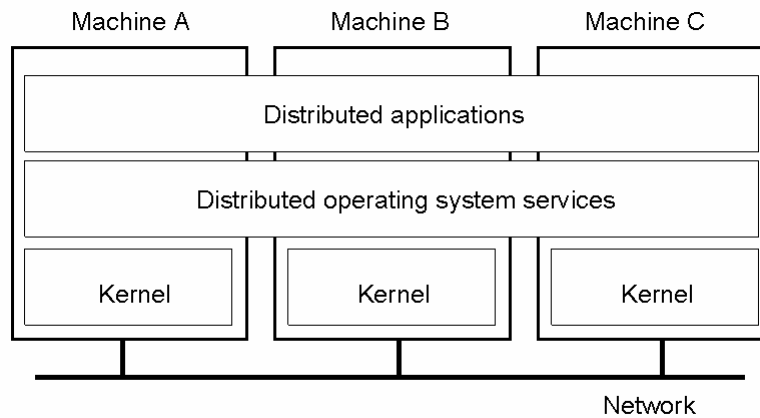 Machine A
Machine B
Machine C
Distributed applications
Distributed operating system services
Kernel
Kernel
Kernel
Network